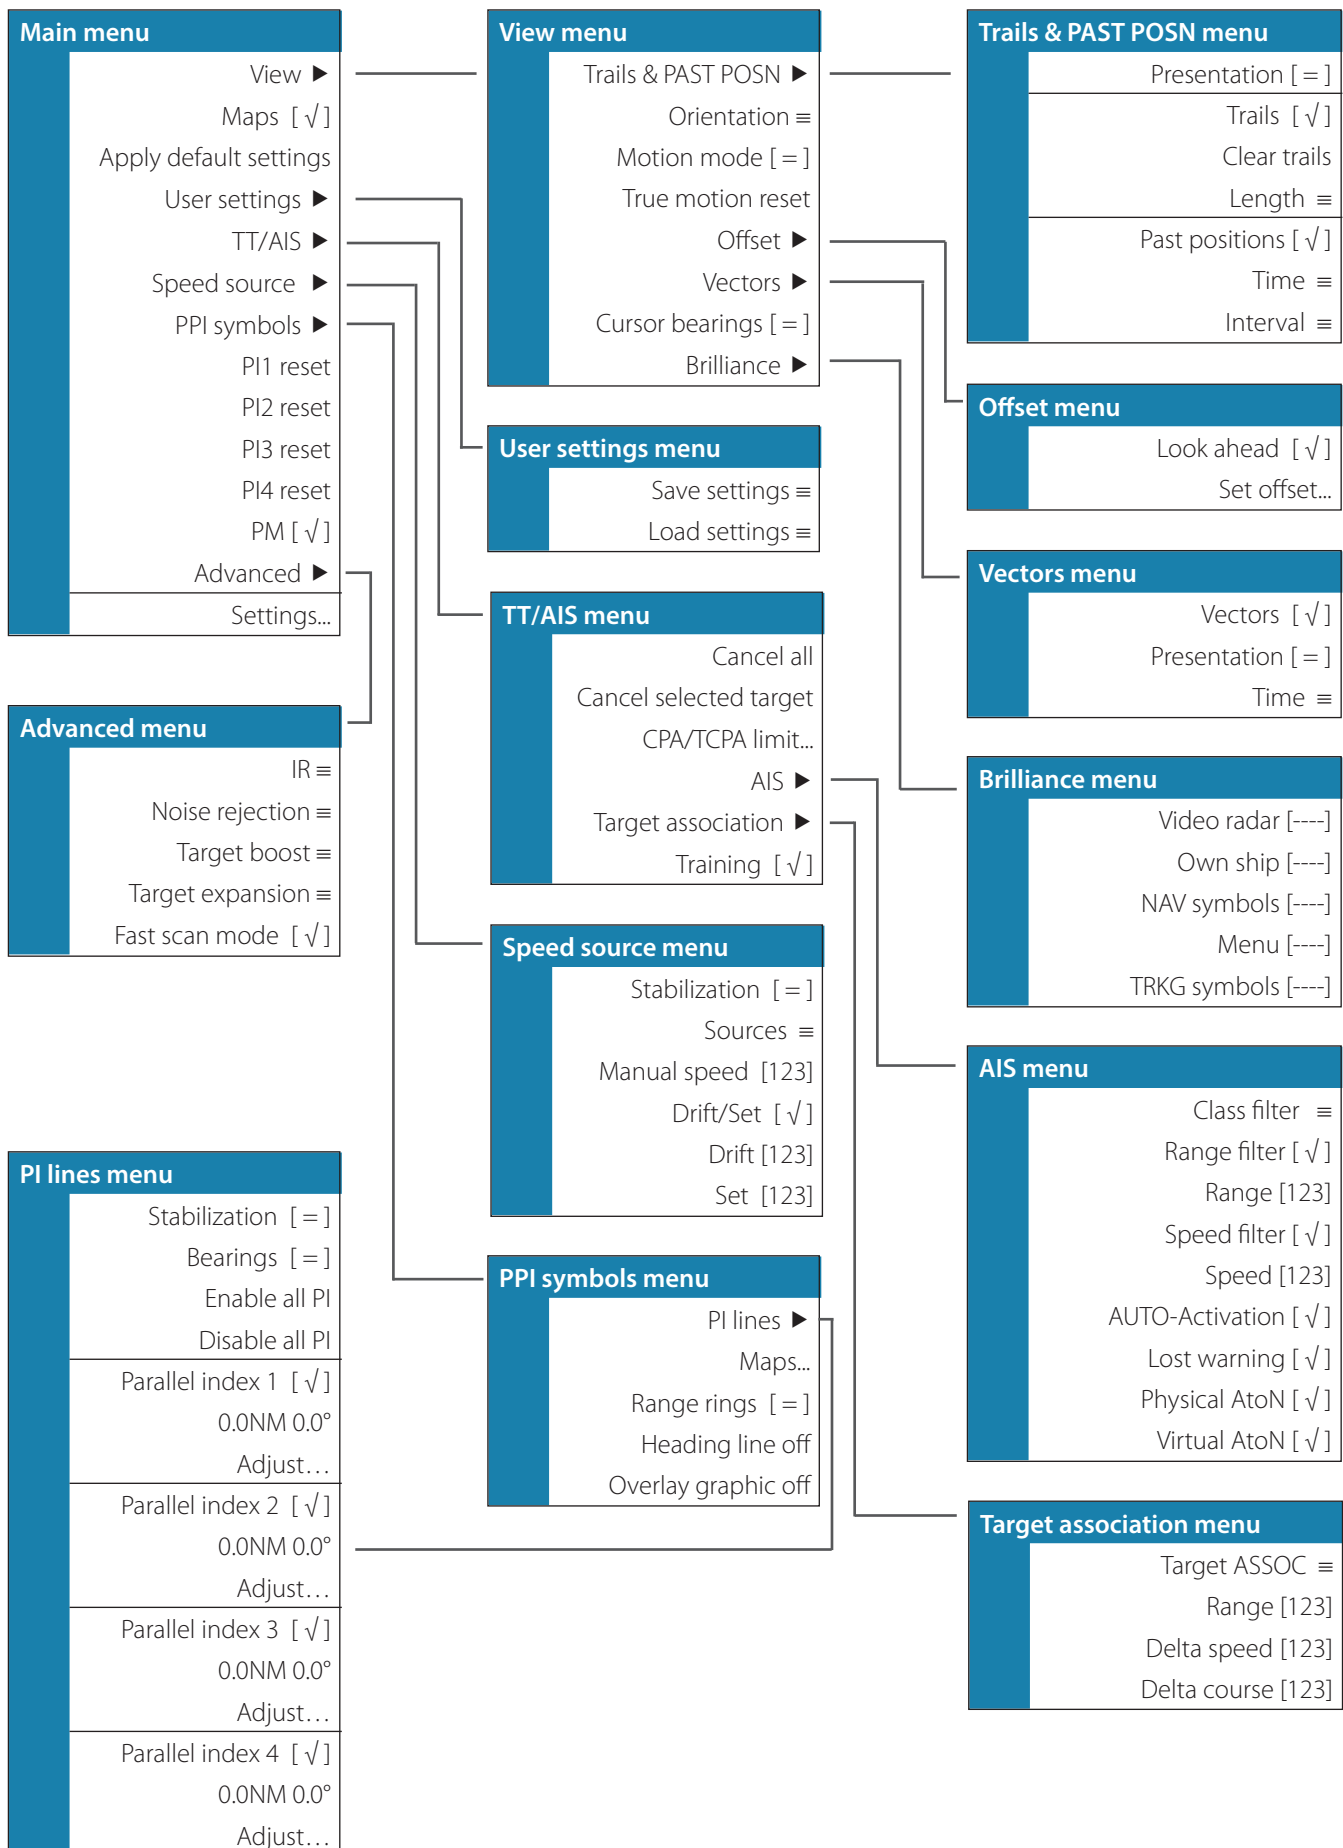 Main menu
View ▶
Maps [ √ ]
Apply default settings
User settings ▶
TT/AIS ▶
Speed source ▶
PPI symbols ▶
PI1 reset
PI2 reset
PI3 reset
PI4 reset
PM [ √ ]
Advanced ▶
Settings...
Advanced menu
IR ≡
Noise rejection ≡
Target boost ≡
Target expansion ≡
Fast scan mode [ √ ]
PI lines menu
Stabilization [ = ]
Bearings [ = ]
Enable all PI
Disable all PI
Parallel index 1 [ √ ]
0.0NM 0.0°
Adjust…
Parallel index 2 [ √ ]
0.0NM 0.0°
Adjust…
Parallel index 3 [ √ ]
0.0NM 0.0°
Adjust…
Parallel index 4 [ √ ]
0.0NM 0.0°
Adjust…
View menu
Trails & PAST POSN ▶
Orientation ≡
Motion mode [ = ]
True motion reset
Offset ▶
Vectors ▶
Cursor bearings [ = ]
Brilliance ▶
User settings menu
Save settings ≡
Load settings ≡
TT/AIS menu
Cancel all
Cancel selected target
CPA/TCPA limit...
AIS ▶
Target association ▶
Training [ √ ]
Speed source menu
Stabilization [ = ]
Sources ≡
Manual speed [123]
Drift/Set [ √ ]
Drift [123]
Set [123]
PPI symbols menu
PI lines ▶
Maps...
Range rings [ = ]
Heading line off
Overlay graphic off
Trails & PAST POSN menu
Presentation [ = ]
Trails [ √ ]
Clear trails
Length ≡
Past positions [ √ ]
Time ≡
Interval ≡
Offset menu
Look ahead [ √ ]
Set offset...
Vectors menu
Vectors [ √ ]
Presentation [ = ]
Time ≡
Brilliance menu
Video radar [----]
Own ship [----]
NAV symbols [----]
Menu [----]
TRKG symbols [----]
AIS menu
Class filter ≡
Range filter [ √ ]
Range [123]
Speed filter [ √ ]
Speed [123]
AUTO-Activation [ √ ]
Lost warning [ √ ]
Physical AtoN [ √ ]
Virtual AtoN [ √ ]
Target association menu
Target ASSOC ≡
Range [123]
Delta speed [123]
Delta course [123]